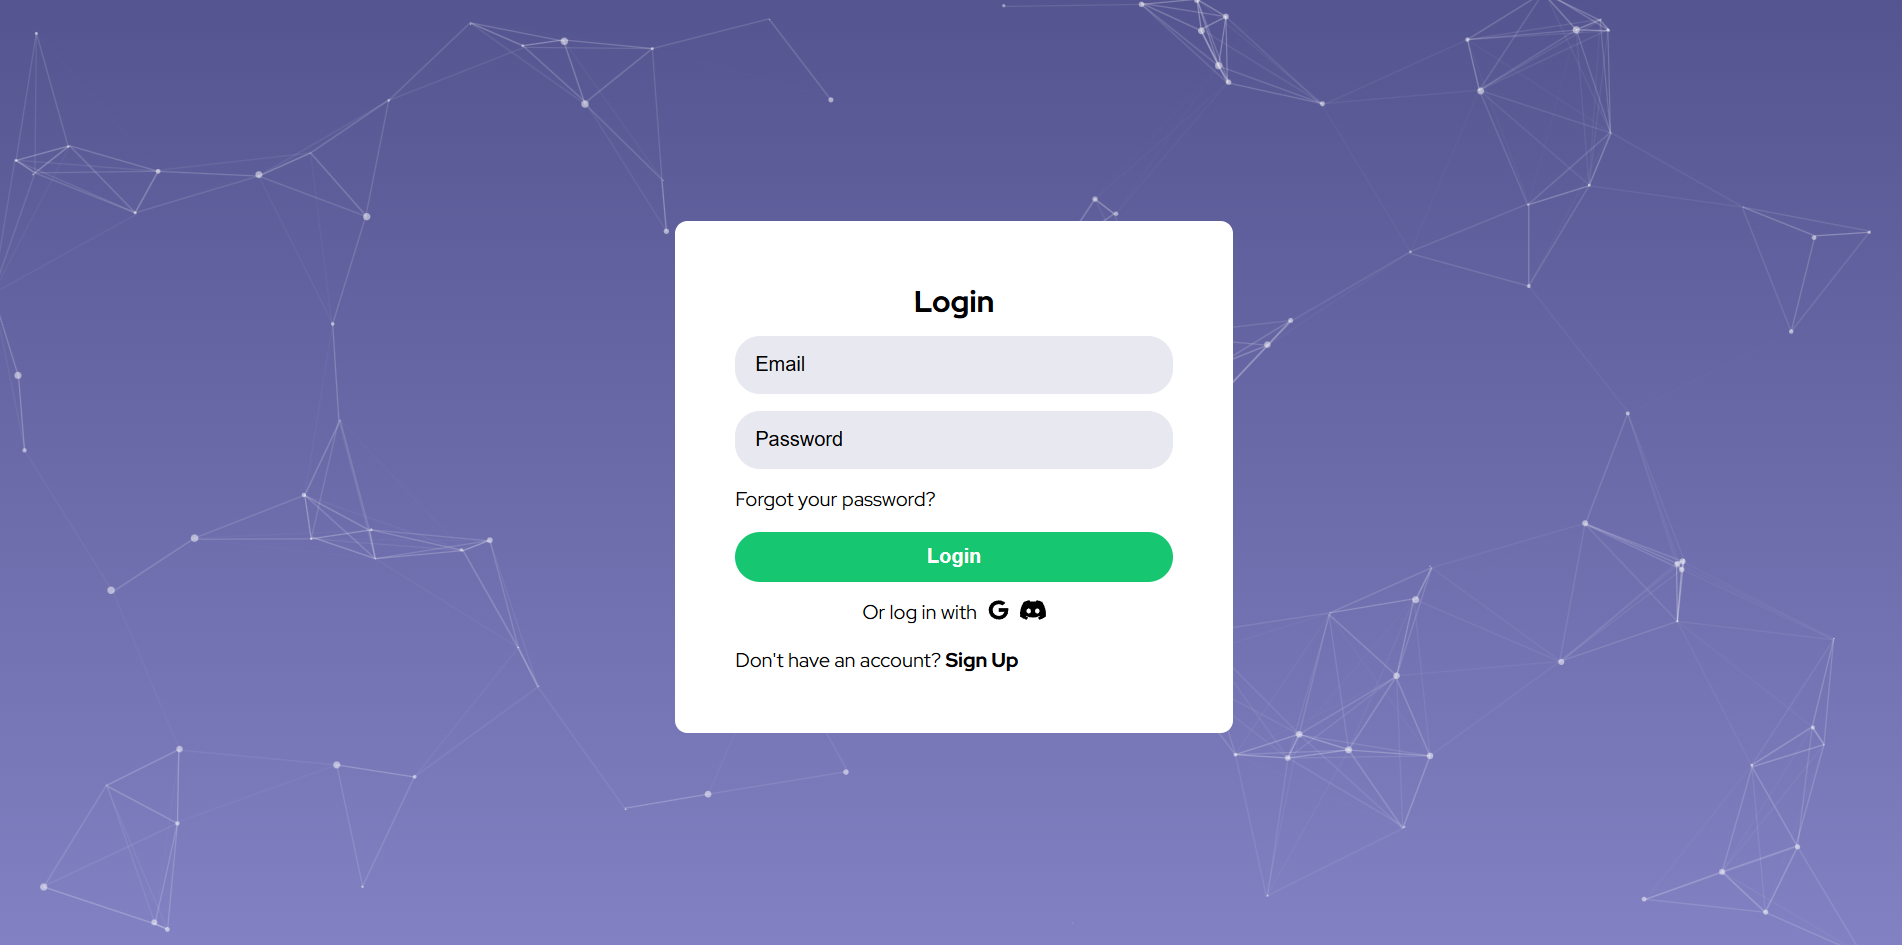 Login
Email
Password
Forgot your password?
Login
Or log in with
Don't have an account? Sign Up